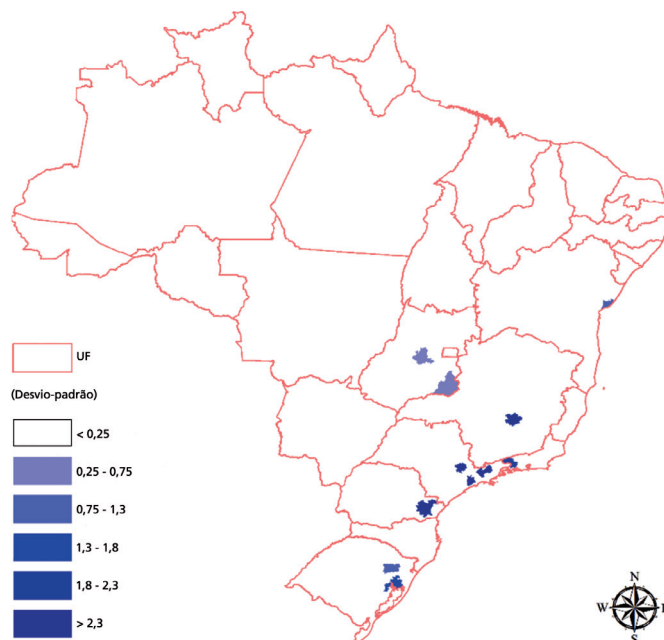 UF
(Desvio-padrão)
< 0,25
0,25 - 0,75
0,75 - 1,3
1,3 - 1,8
1,8 - 2,3
> 2,3
N
W E
S